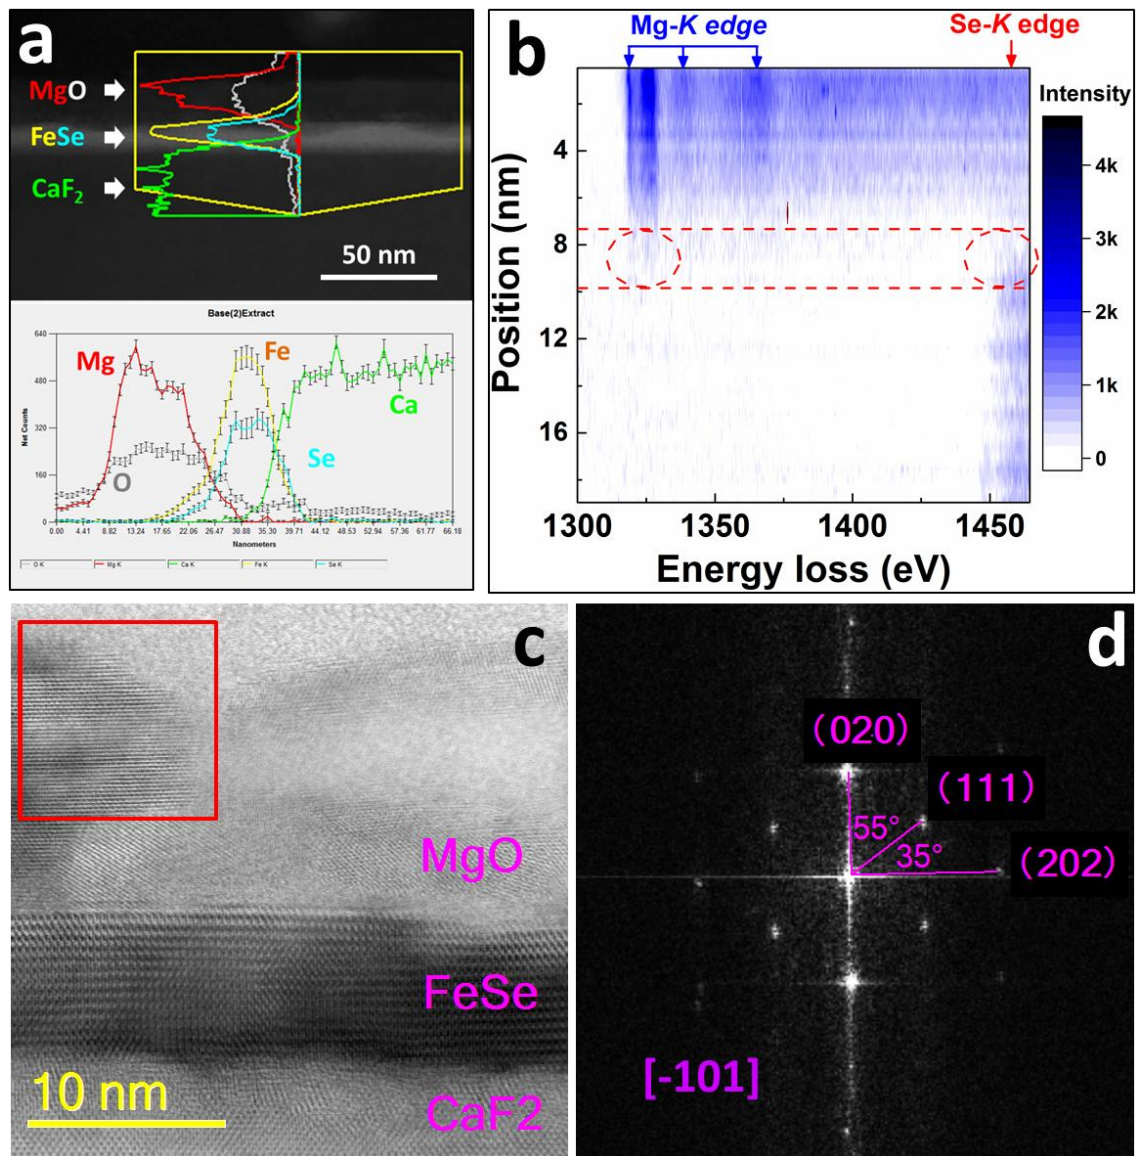 a
MgO
FeSe
CaF2
50 nm
Base(2)Extract
640
480
320
160
0
Net Counts
Mg
Fe
Ca
Se
O
0.00 4.41 8.82 13.24 17.65 22.06 26.47 30.88 35.30 39.71 44.12 48.53 52.94 57.36 61.77 66.18
Nanometers
O K Mg K Ca K Fe K Se K
b
Mg-K edge
Se-K edge
Intensity
4k
3k
2k
1k
0
Position (nm)
4
8
12
16
1300 1350 1400 1450
Energy loss (eV)
c
MgO
FeSe
CaF2
10 nm
d
(020)
(111)
(202)
55°
35°
[-101]